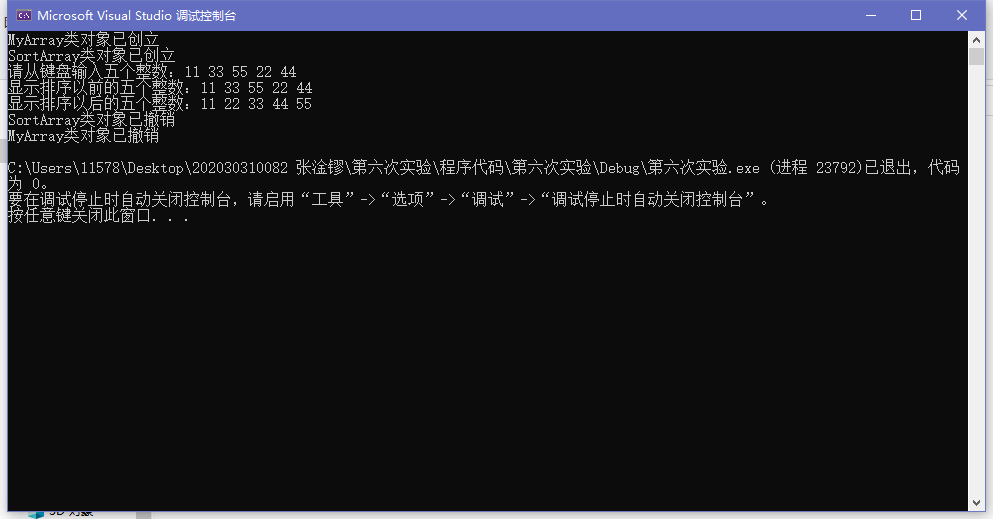 Microsoft Visual Studio 调试控制台
MyArray类对象已创立
SortArray类对象已创立
请从键盘输入五个整数：11 33 55 22 44
显示排序以前的五个整数：11 33 55 22 44
显示排序以后的五个整数：11 22 33 44 55
SortArray类对象已撤销
MyArray类对象已撤销
C:\Users\11578\Desktop\202030310082 张淦镠\第六次实验\程序代码\第六次实验\Debug\第六次实验.exe (进程 23792)已退出，代码
为 0。
要在调试停止时自动关闭控制台，请启用“工具”->“选项”->“调试”->“调试停止时自动关闭控制台”。
按任意键关闭此窗口. . .
3D 对象